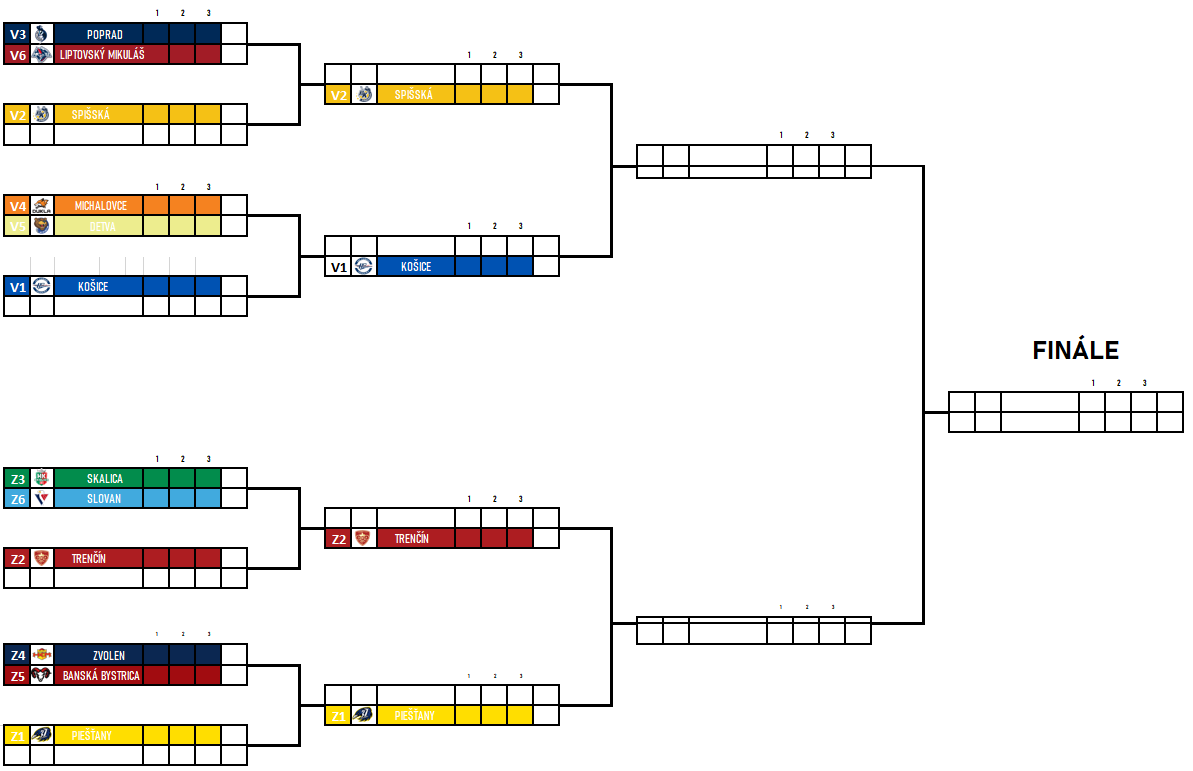 1 2 3
V3 POPRAD
V6 LIPTOVSKÝ MIKULÁŠ
V2 SPIŠSKÁ
1 2 3
V2 SPIŠSKÁ
1 2 3
V4 DUKLA MICHALOVCE
V5 DETVA
V1 KOŠICE
1 2 3
V1 KOŠICE
1 2 3
FINÁLE
1 2 3
1 2 3
Z3 HK SKALICA
Z6 SLOVAN
Z2 TRENČÍN
1 2 3
Z2 TRENČÍN
1 2 3
Z4 ZVOLEN
Z5 BANSKÁ BYSTRICA
Z1 PIEŠŤANY
1 2 3
Z1 PIEŠŤANY
1 2 3